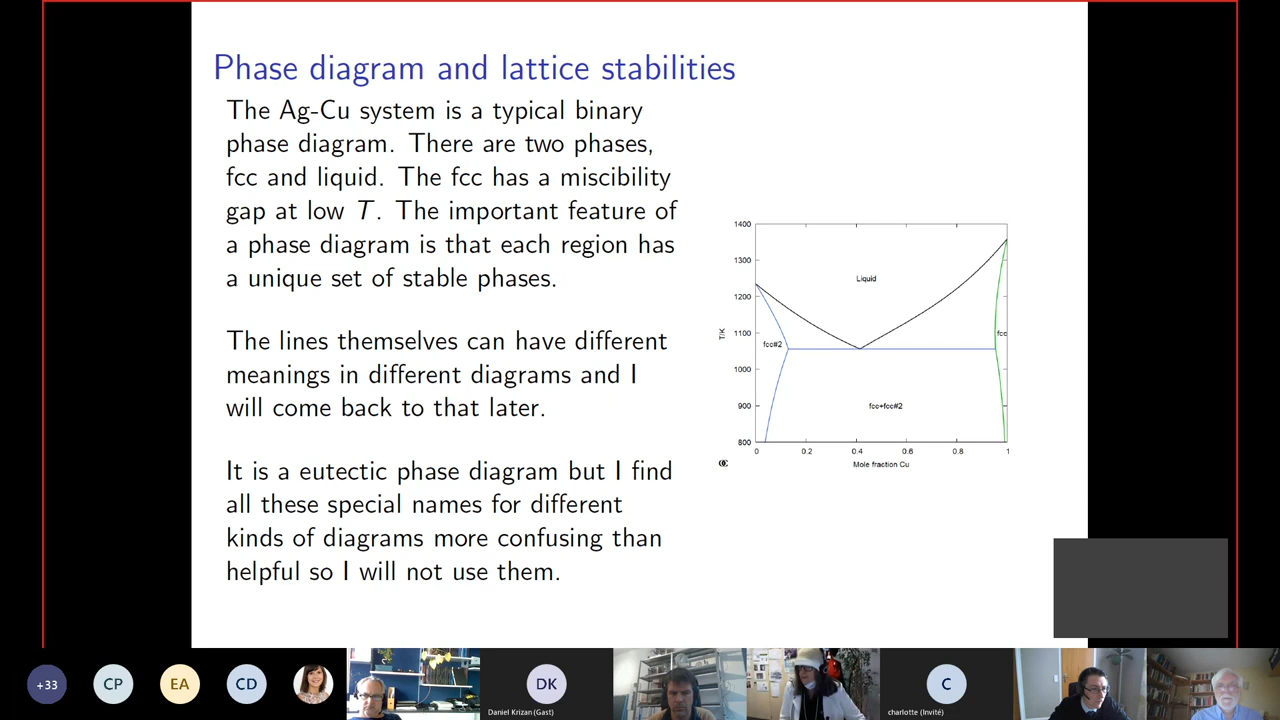 Phase diagram and lattice stabilities
The Ag-Cu system is a typical binary
phase diagram. There are two phases,
fcc and liquid. The fcc has a miscibility
gap at low T. The important feature of
a phase diagram is that each region has
a unique set of stable phases.
The lines themselves can have different
meanings in different diagrams and I
will come back to that later.
It is a eutectic phase diagram but I find
all these special names for different
kinds of diagrams more confusing than
helpful so I will not use them.
1400
1300
1200
1100
1000
900
800
T/K
Liquid
fcc#2
fcc
fcc+fcc#2
0 0.2 0.4 0.6 0.8 1
Mole fraction Cu
+33
CP
EA
CD
DK
Daniel Krizan (Gast)
C
charlotte (Invité)